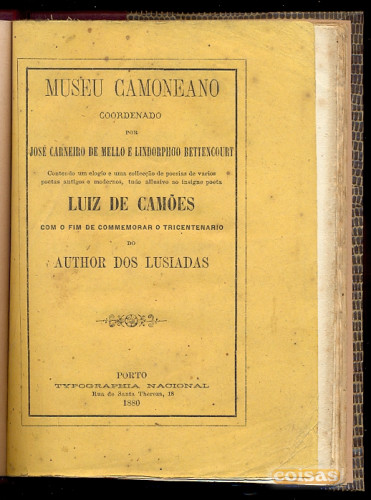 MUSEU CAMONEANO
COORDENADO
POR
JOSÉ CARNEIRO DE MELLO E LINDORPHGO BETTENCOURT
Contendo um elogio e uma collecção de poesias de varios
poetas antigos e modernos, tudo allusivo ao insigne poeta
LUIZ DE CAMÕES
COM O FIM DE COMMEMORAR O TRICENTENARIO
DO
AUTHOR DOS LUSIADAS
PORTO
TYPOGRAPHIA NACIONAL
Rua de Santa Thereza, 18
1880
coisas